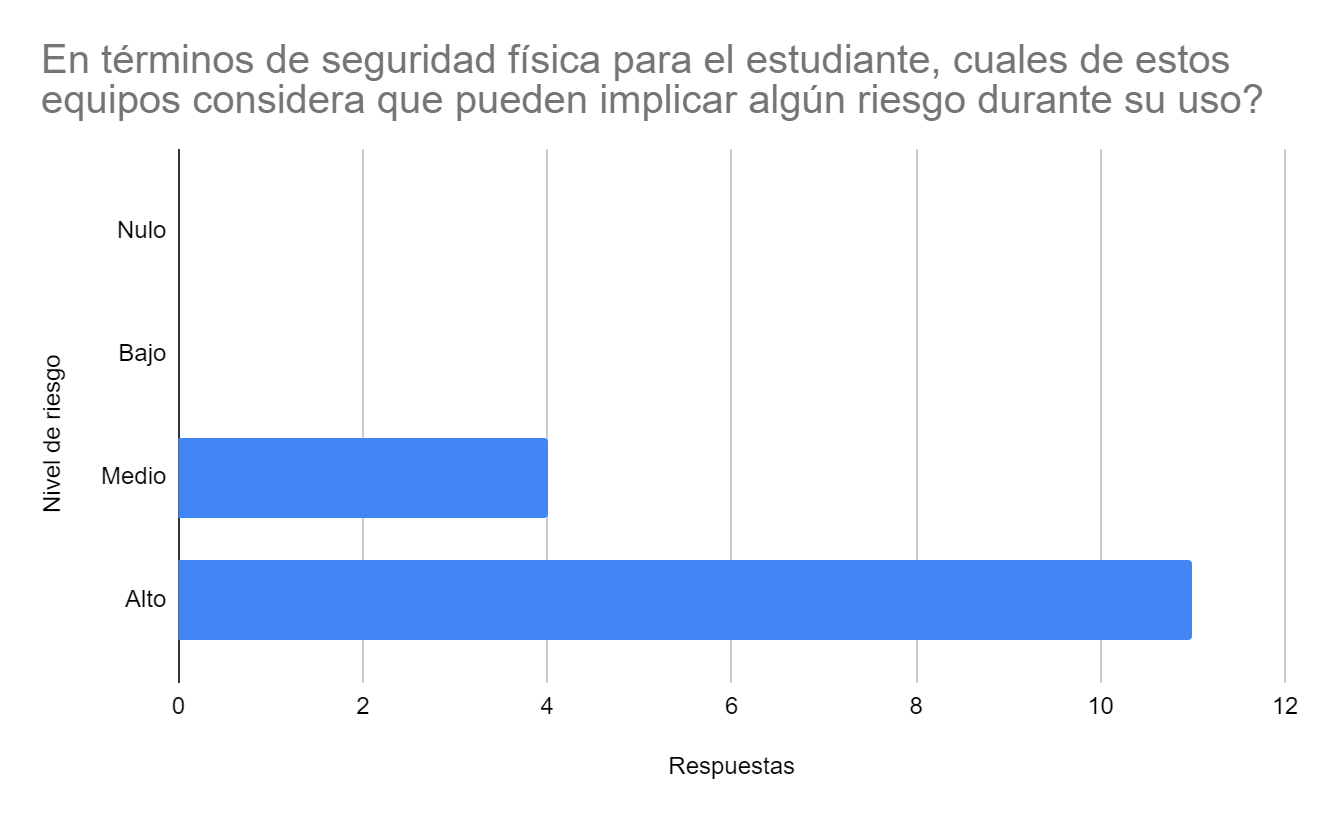 En términos de seguridad física para el estudiante, cuales de estos
equipos considera que pueden implicar algún riesgo durante su uso?
Nivel de riesgo
Nulo
Bajo
Medio
Alto
0 2 4 6 8 10 12
Respuestas